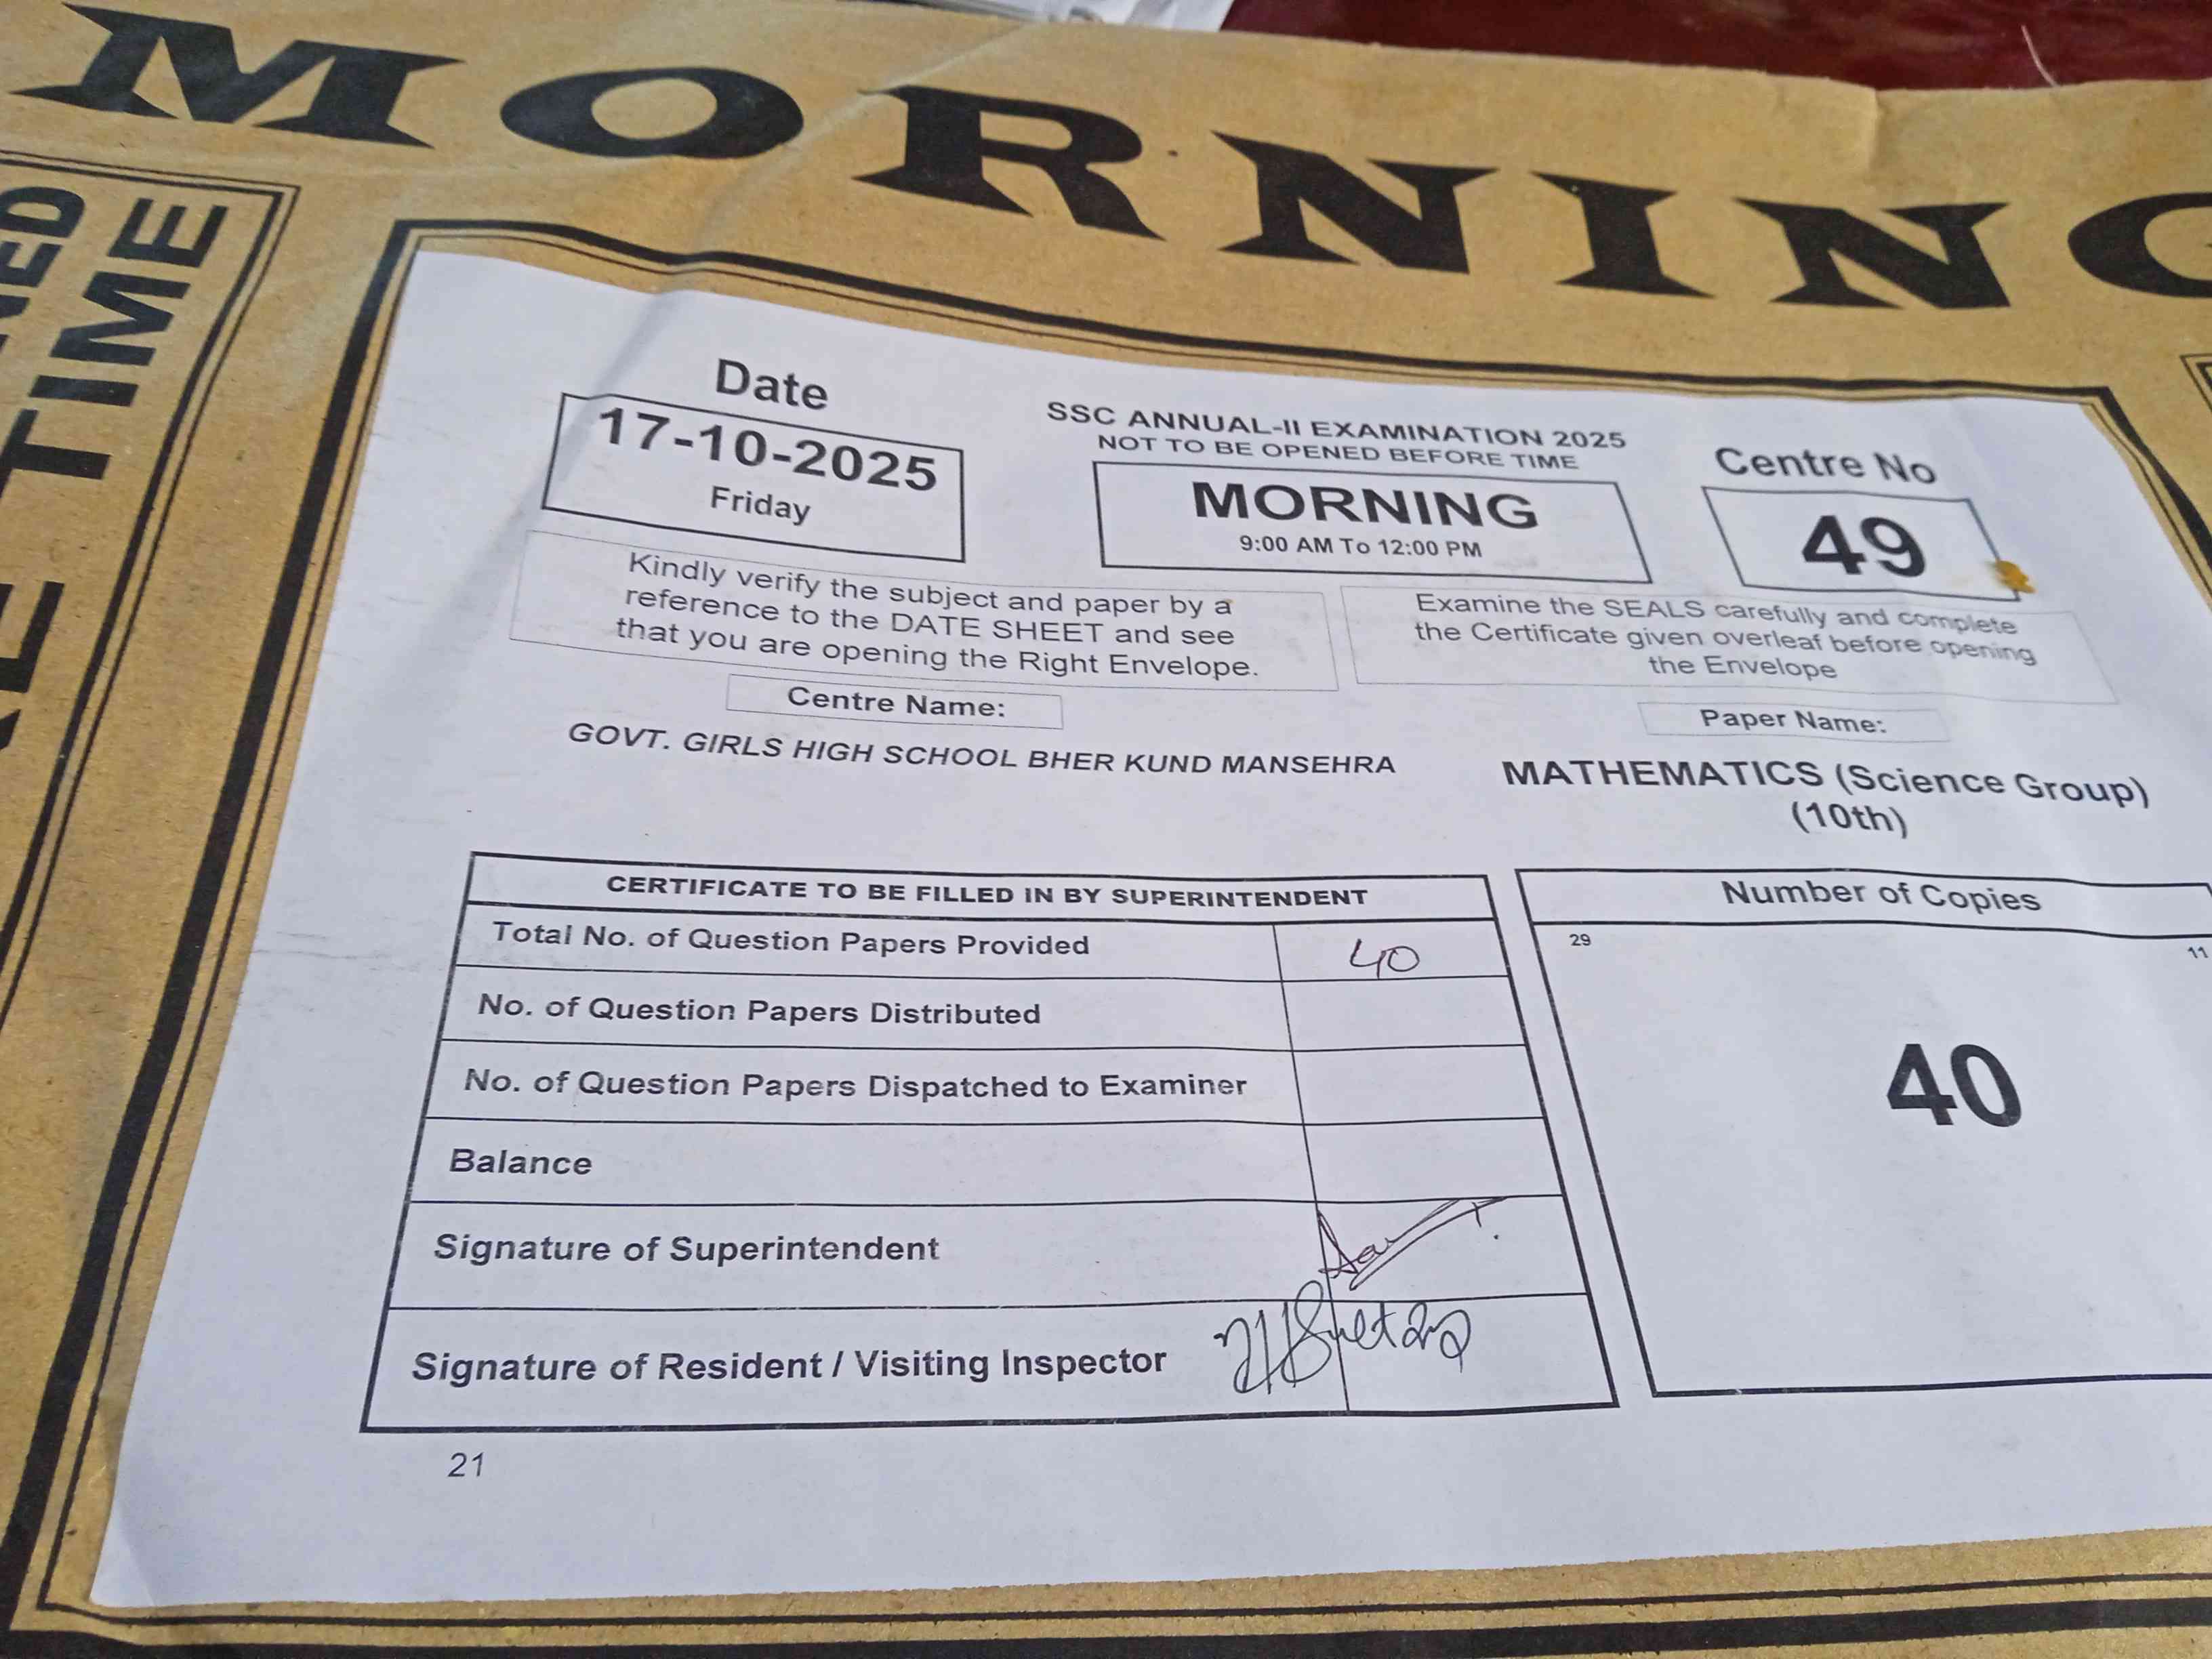 MORNING
TIME
Date
17-10-2025
Friday
SSC ANNUAL-II EXAMINATION 2025
NOT TO BE OPENED BEFORE TIME
MORNING
9:00 AM To 12:00 PM
Centre No
49
Kindly verify the subject and paper by a
reference to the DATE SHEET and see
that you are opening the Right Envelope.
Examine the SEALS carefully and complete
the Certificate given overleaf before opening
the Envelope
Centre Name:
GOVT. GIRLS HIGH SCHOOL BHER KUND MANSEHRA
Paper Name:
MATHEMATICS (Science Group)
(10th)
CERTIFICATE TO BE FILLED IN BY SUPERINTENDENT
Total No. of Question Papers Provided 40
No. of Question Papers Distributed
No. of Question Papers Dispatched to Examiner
Balance
Signature of Superintendent
Signature of Resident / Visiting Inspector
Number of Copies
29 11
40
21